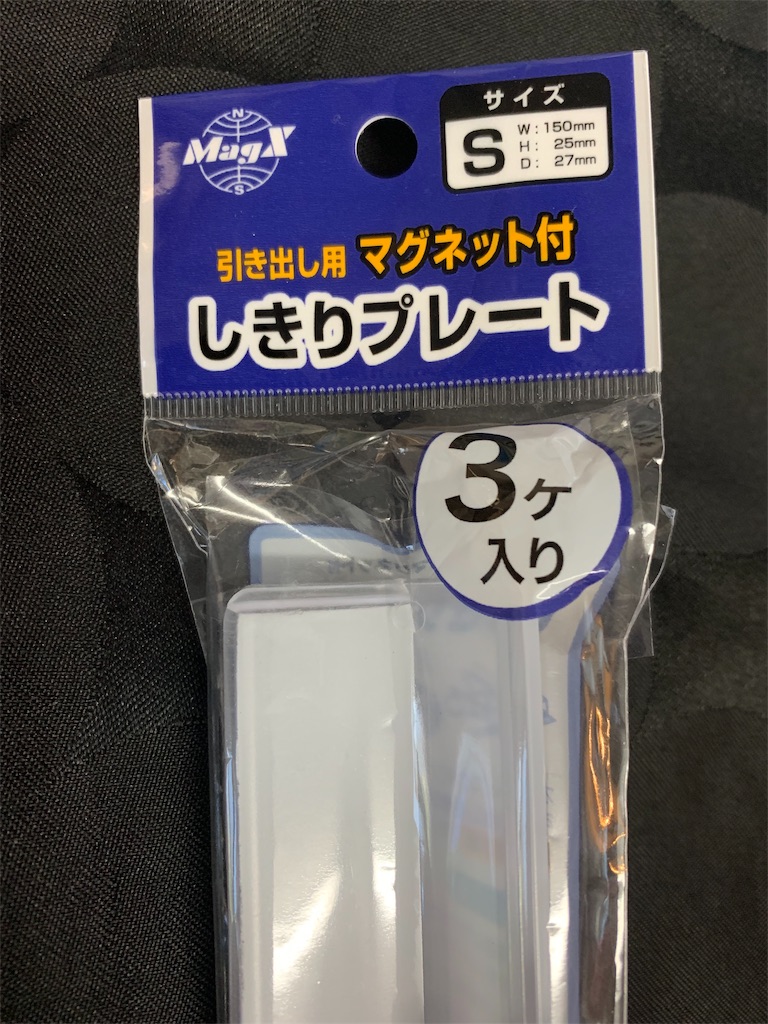 サイズ
S
W : 150mm
H : 25mm
D : 27mm
N
MagX
S
引き出し用 マグネット付
しきりプレート
3ヶ
入り